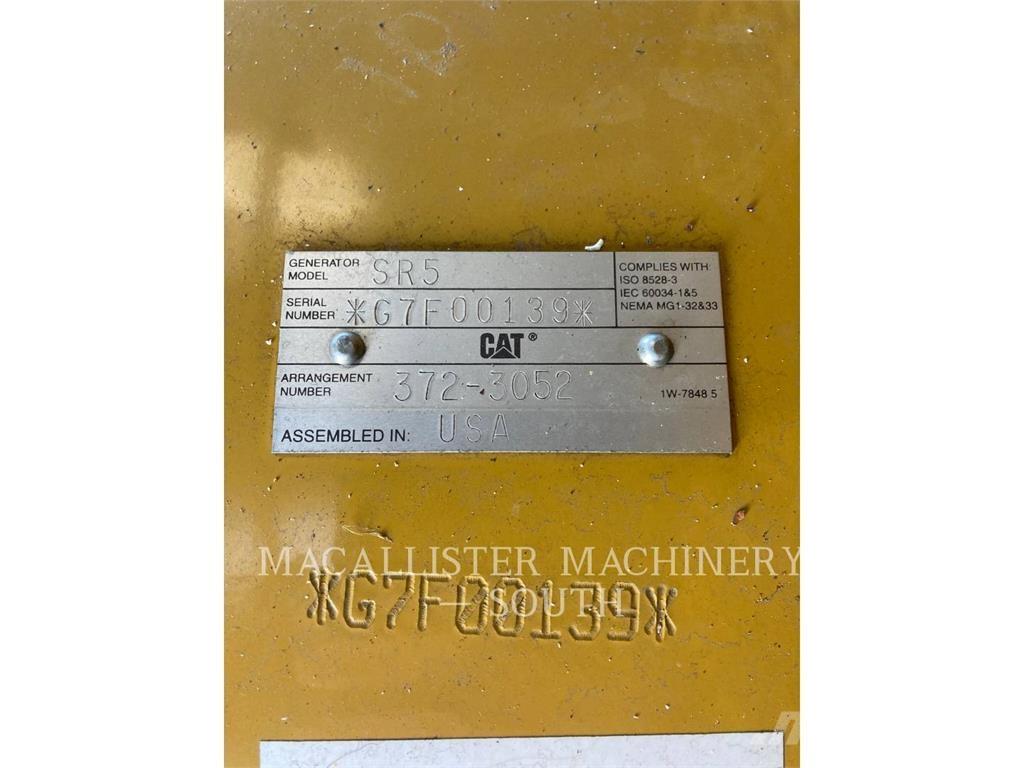 GENERATOR MODEL SR5
COMPLIES WITH:
ISO 8528-3
IEC 60034-1&5
NEMA MG1-32&33
SERIAL NUMBER *G7F00139*
CAT®
ARRANGEMENT NUMBER 372-3052
1W-7848 5
ASSEMBLED IN: USA
MACALLISTER MACHINERY
SOUTH
*G7F00139*